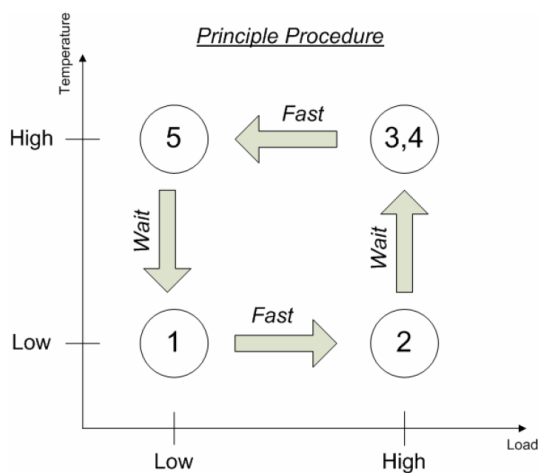 Principle Procedure
Temperature
High
5
Fast
3,4
Wait
Wait
Low
1
Fast
2
Load
Low
High